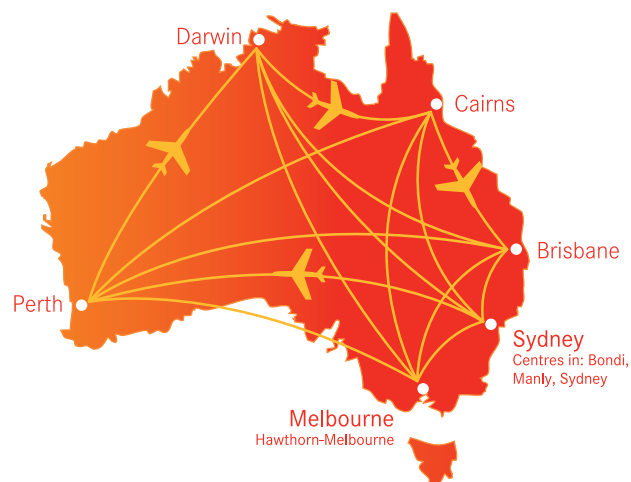 Darwin
Cairns
Brisbane
Perth
Sydney
Centres in: Bondi,
Manly, Sydney
Melbourne
Hawthorn-Melbourne